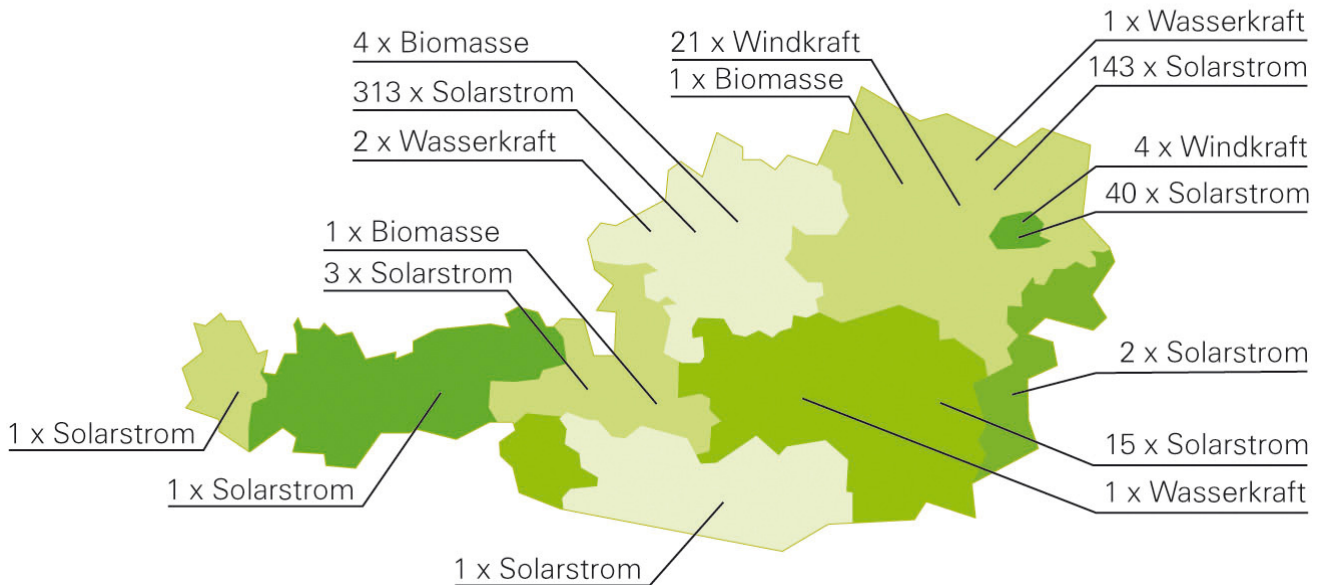 4 x Biomasse
313 x Solarstrom
2 x Wasserkraft
21 x Windkraft
1 x Biomasse
1 x Wasserkraft
143 x Solarstrom
4 x Windkraft
40 x Solarstrom
1 x Biomasse
3 x Solarstrom
2 x Solarstrom
1 x Solarstrom
15 x Solarstrom
1 x Solarstrom
1 x Wasserkraft
1 x Solarstrom